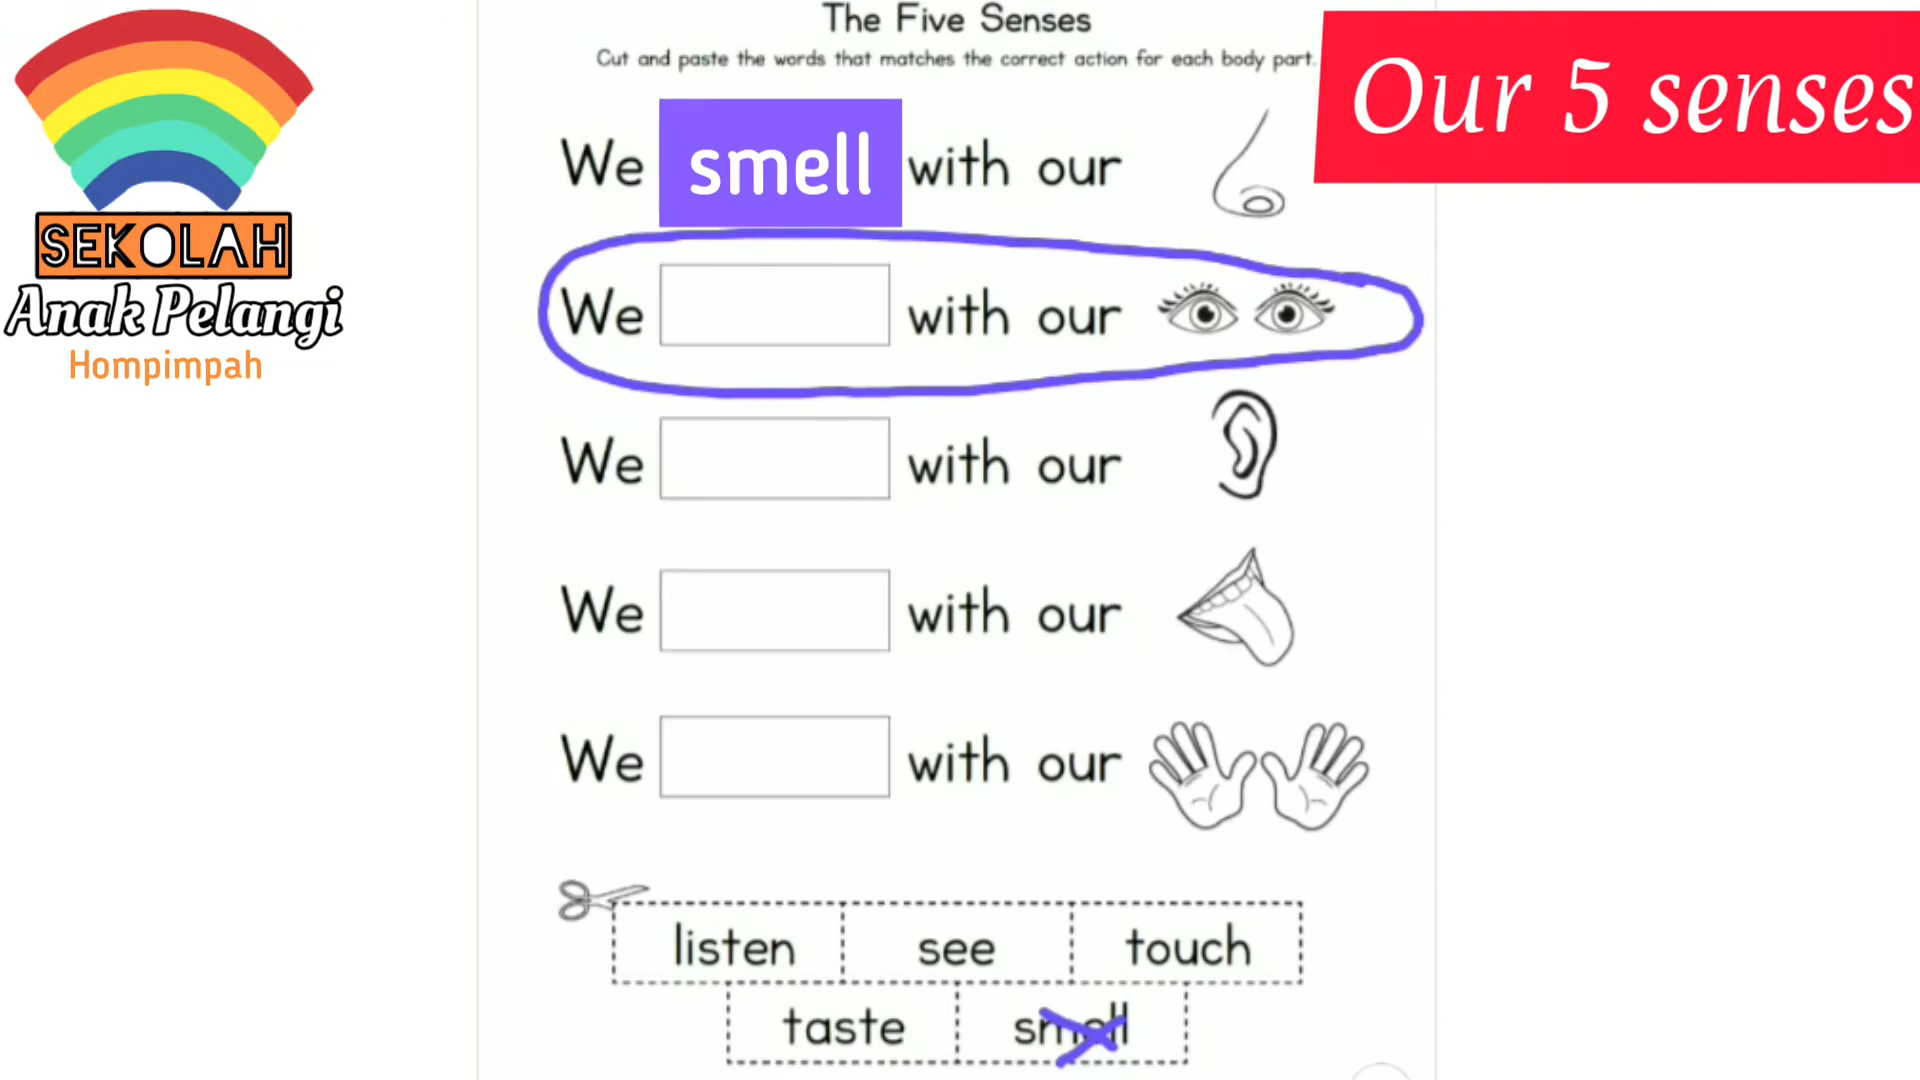 The Five Senses
Cut and paste the words that matches the correct action for each body part.
Our 5 senses
SEKOLAH
Anak Pelangi
Hompimpah
We smell with our
We with our
We with our
We with our
We with our
listen see touch
taste smell